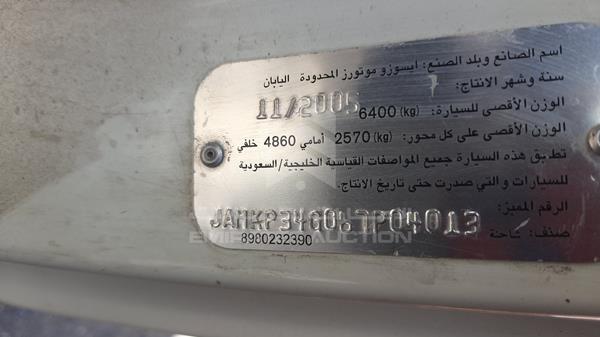 اسم الصانع وبلد الصنع: ايسوزو موتورز المحدودة اليابان
سنة وشهر الانتاج: 11/2005
الوزن الأقصى للسيارة: 6400 (kg)
الوزن الأقصى على كل محور: 2570 (kg) أمامي 4860 خلفي
تطبق هذه السيارة جميع المواصفات القياسية الخليجية/السعودية
للسيارات والتي صدرت حتى تاريخ الانتاج.
الرقم المميز:
صنف: شاحنة
8980232390